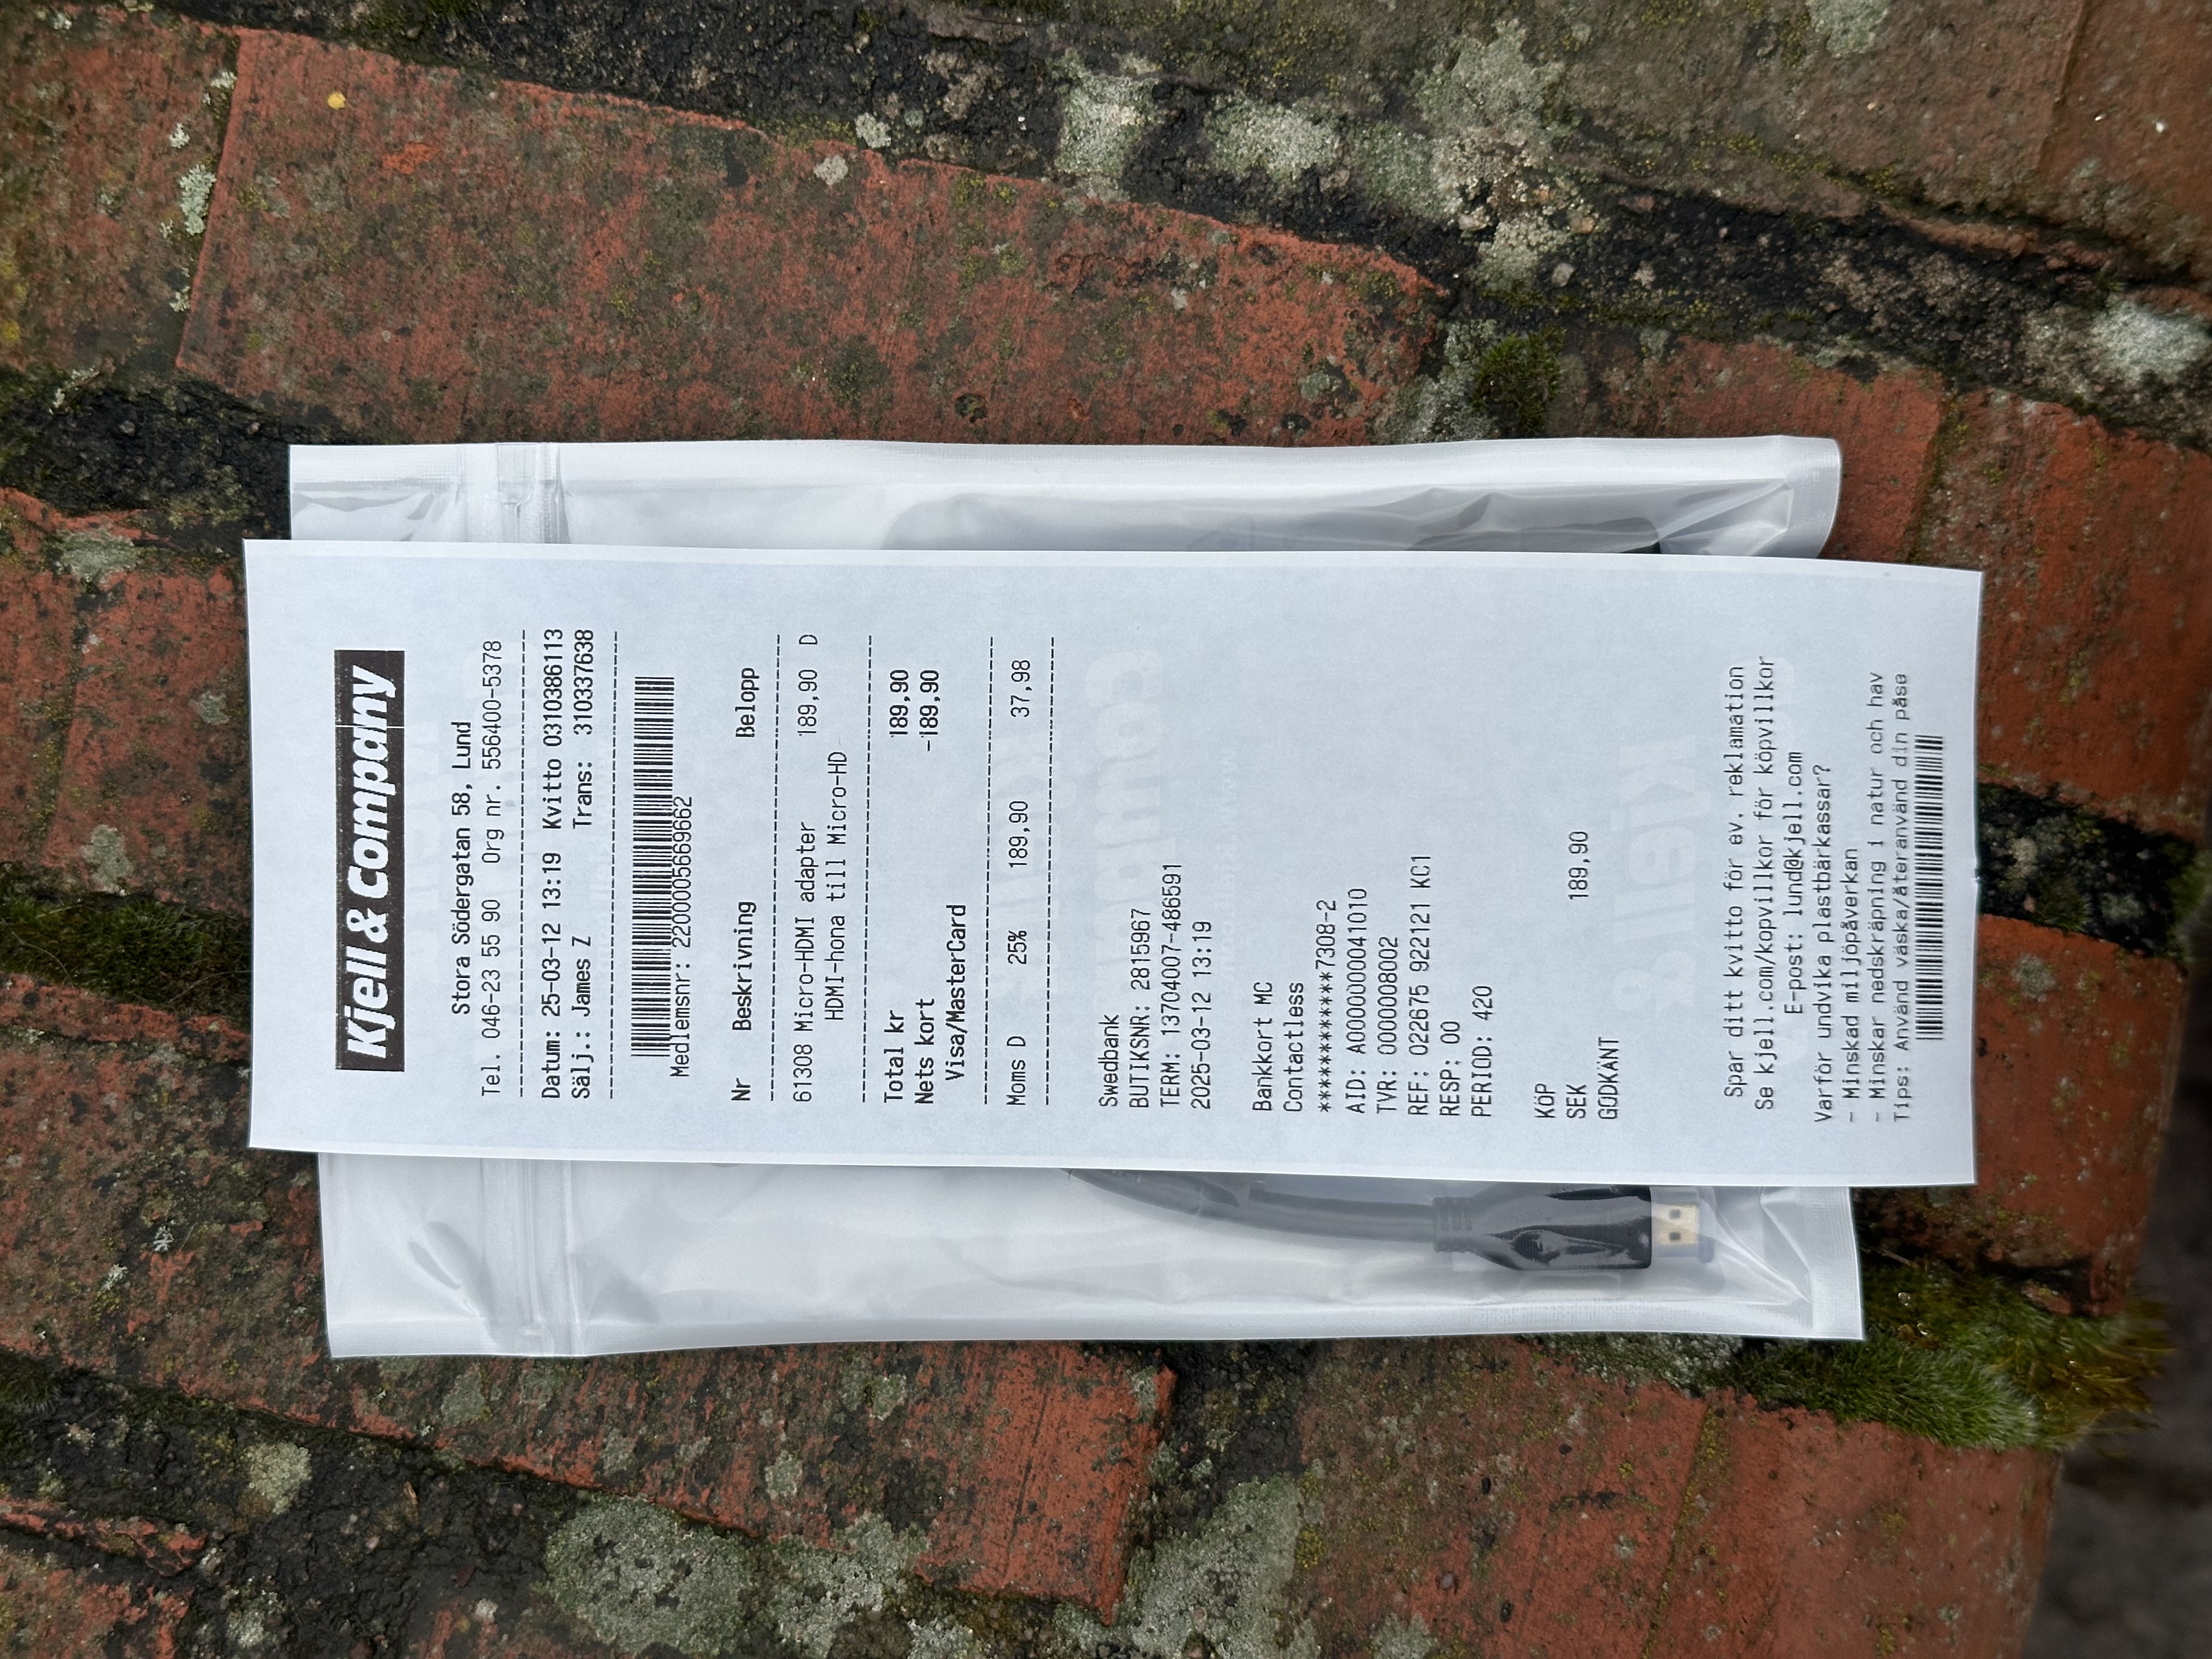 Kjell & Company
Stora Södergatan 58, Lund
Tel. 046-23 55 90 Org nr. 556400-5378
Datum: 25-03-12 13:19 Kvitto 0310386113
Sälj.: James Z Trans: 310337638
Medlemsnr: 2200005669662
Nr Beskrivning Belopp
61308 Micro-HDMI adapter 189,90 D
HDMI-hona till Micro-HD
Total kr 189,90
Nets kort -189,90
Visa/MasterCard
Moms D 25% 189,90 37,98
Swedbank
BUTIKSNR: 2815967
TERM: 13704007-486591
2025-03-12 13:19
Bankkort MC
Contactless
************7308-2
AID: A0000000041010
TVR: 0000008002
REF: 022675 922121 KC1
RESP: 00
PERIOD: 420
KÖP
SEK 189,90
GODKÄNT
Spar ditt kvitto för ev. reklamation
Se kjell.com/kopvillkor för köpvillkor
E-post: lund@kjell.com
Varför undvika plastbärkassar?
- Minskad miljöpåverkan
- Minskar nedskräpning i natur och hav
Tips: Använd väska/återanvänd din påse